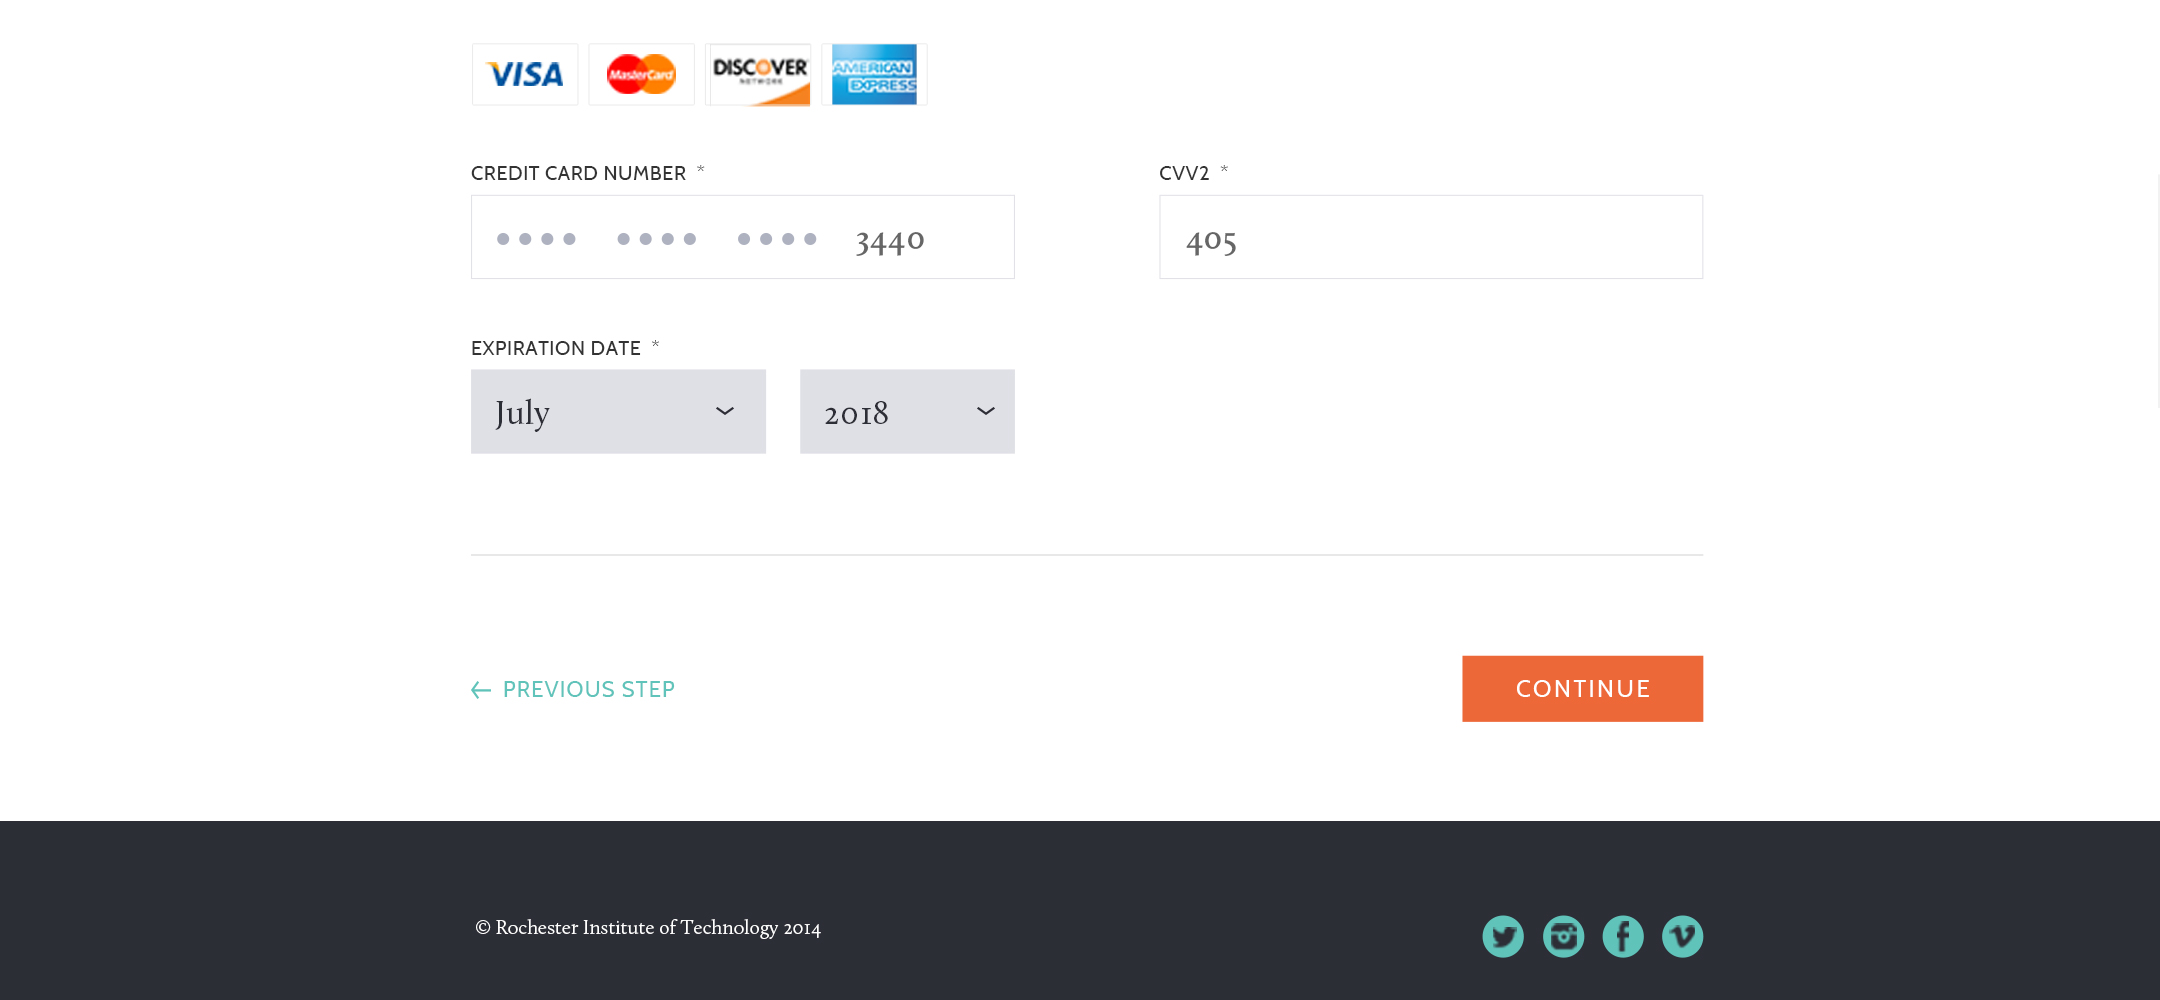 VISA MasterCard DISCOVER AMERICAN
NETWORK EXPRESS
CREDIT CARD NUMBER * CVV2 *
•••• •••• •••• 3440 405
EXPIRATION DATE *
July 2018
← PREVIOUS STEP CONTINUE
© Rochester Institute of Technology 2014